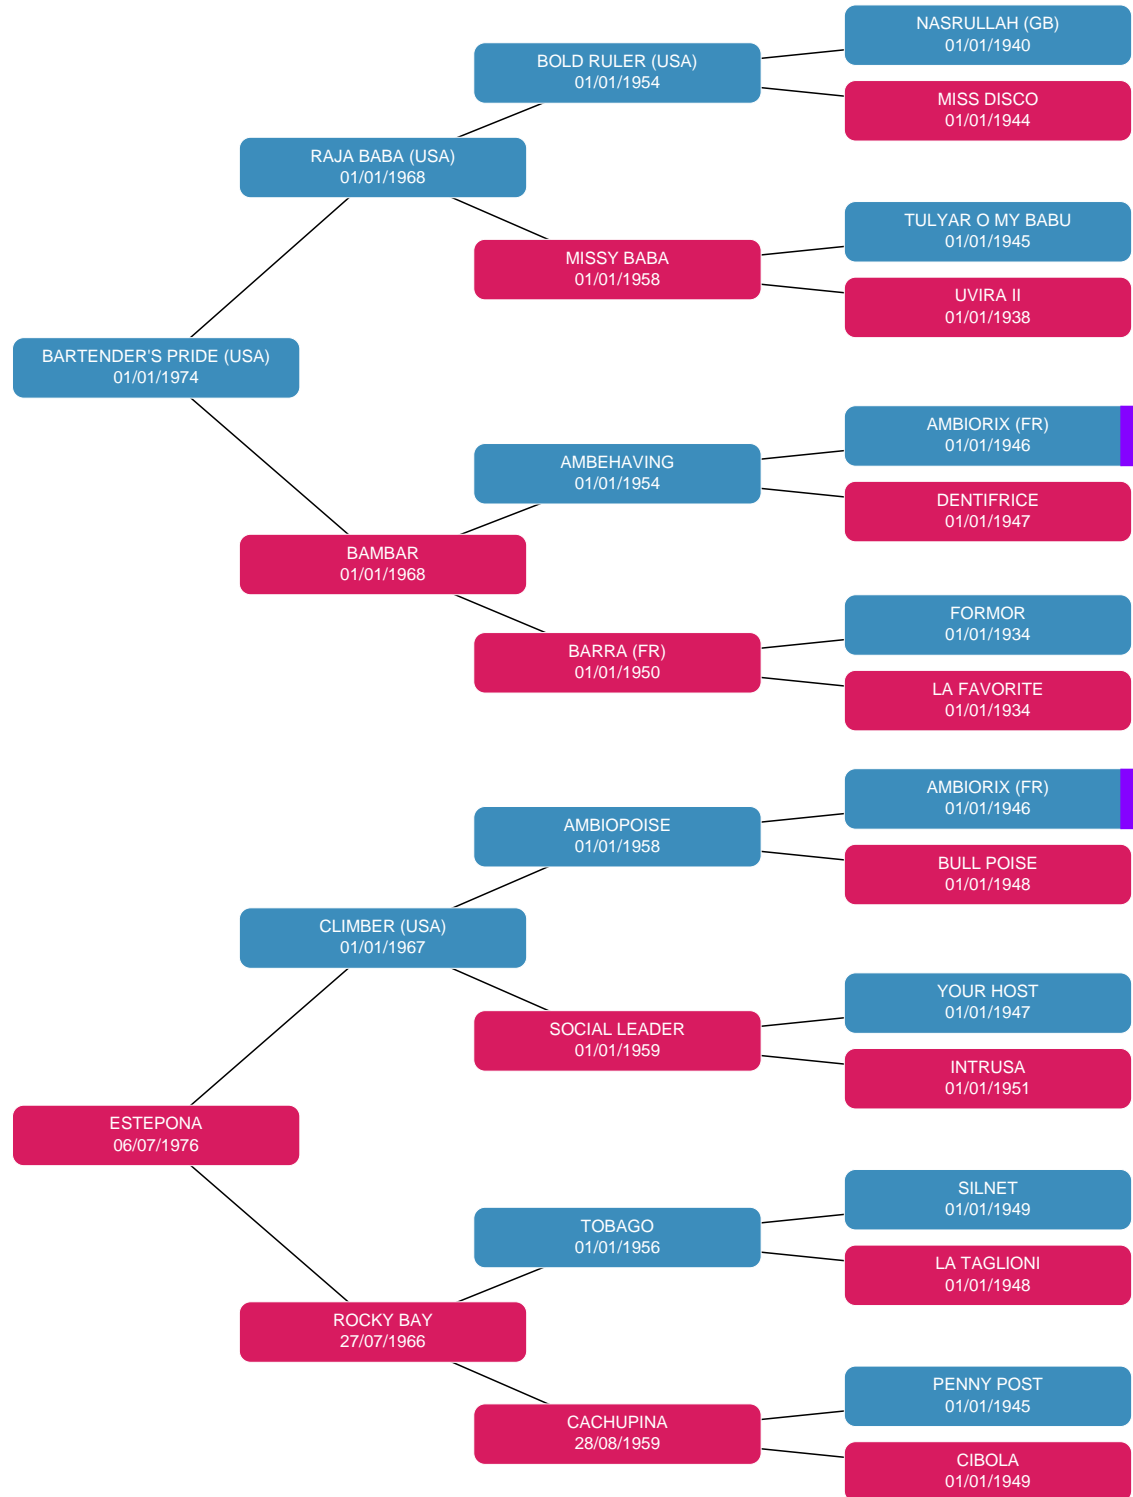 NASRULLAH (GB)
01/01/1940
BOLD RULER (USA)
01/01/1954
MISS DISCO
01/01/1944
RAJA BABA (USA)
01/01/1968
TULYAR O MY BABU
01/01/1945
MISSY BABA
01/01/1958
UVIRA II
01/01/1938
BARTENDER'S PRIDE (USA)
01/01/1974
AMBIORIX (FR)
01/01/1946
AMBEHAVING
01/01/1954
DENTIFRICE
01/01/1947
BAMBAR
01/01/1968
FORMOR
01/01/1934
BARRA (FR)
01/01/1950
LA FAVORITE
01/01/1934
AMBIORIX (FR)
01/01/1946
AMBIOPOISE
01/01/1958
BULL POISE
01/01/1948
CLIMBER (USA)
01/01/1967
YOUR HOST
01/01/1947
SOCIAL LEADER
01/01/1959
INTRUSA
01/01/1951
ESTEPONA
06/07/1976
SILNET
01/01/1949
TOBAGO
01/01/1956
LA TAGLIONI
01/01/1948
ROCKY BAY
27/07/1966
PENNY POST
01/01/1945
CACHUPINA
28/08/1959
CIBOLA
01/01/1949